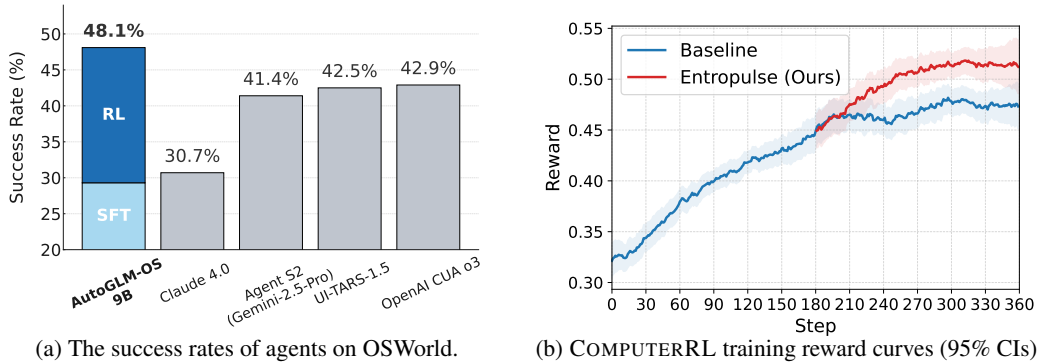 48.1%
42.9%
42.5%
41.4%
30.7%
RL
SFT
Success Rate (%)
50
45
40
35
30
25
20
AutoGLM-OS
9B
Claude 4.0
Agent S2
(Gemini-2.5-Pro)
UI-TARS-1.5
OpenAI CUA o3
(a) The success rates of agents on OSWorld.
Baseline
Entropulse (Ours)
Reward
0.55
0.50
0.45
0.40
0.35
0.30
0 30 60 90 120 150 180 210 240 270 300 330 360
Step
(b) COMPUTERRL training reward curves (95% CIs)